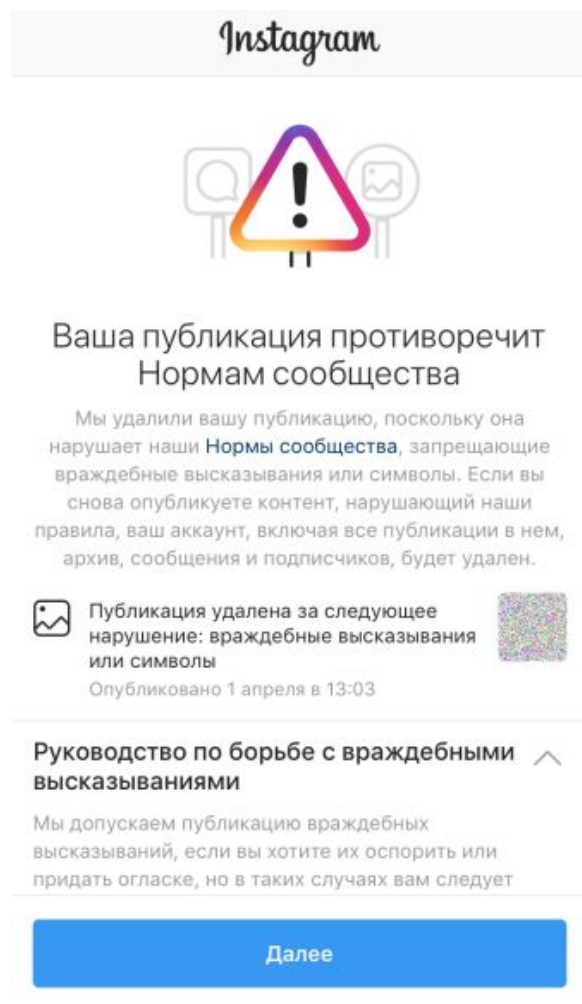 Instagram
Ваша публикация противоречит
Нормам сообщества
Мы удалили вашу публикацию, поскольку она
нарушает наши Нормы сообщества, запрещающие
враждебные высказывания или символы. Если вы
снова опубликуете контент, нарушающий наши
правила, ваш аккаунт, включая все публикации в нем,
архив, сообщения и подписчиков, будет удален.
Публикация удалена за следующее
нарушение: враждебные высказывания
или символы
Опубликовано 1 апреля в 13:03
Руководство по борьбе с враждебными
высказываниями
Мы допускаем публикацию враждебных
высказываний, если вы хотите их оспорить или
придать огласке, но в таких случаях вам следует
Далее